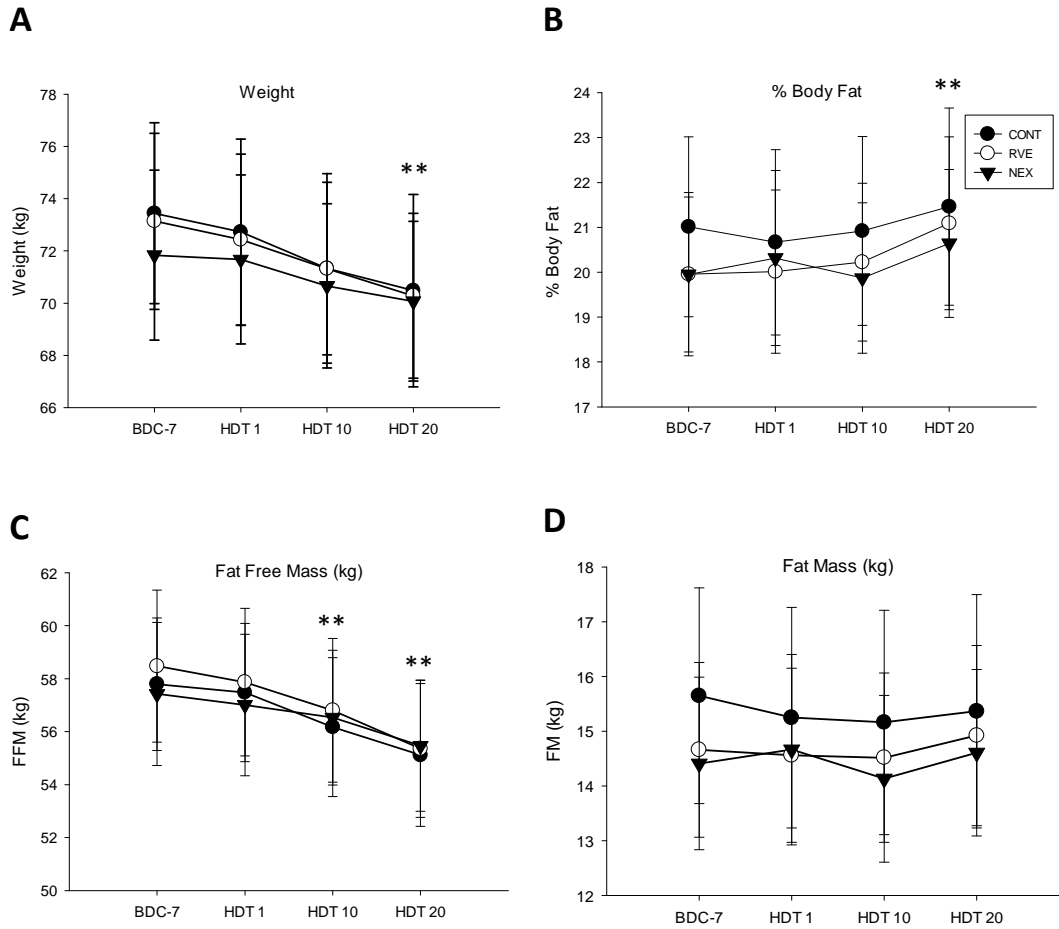 A
Weight
78
76
74
72
70
68
66
Weight (kg)
**
BDC-7 HDT 1 HDT 10 HDT 20
B
% Body Fat
24
23
22
21
20
19
18
17
% Body Fat
**
CONT
RVE
NEX
BDC-7 HDT 1 HDT 10 HDT 20
C
Fat Free Mass (kg)
62
60
58
56
54
52
50
FFM (kg)
**
**
BDC-7 HDT 1 HDT 10 HDT 20
D
Fat Mass (kg)
18
17
16
15
14
13
12
FM (kg)
BDC-7 HDT 1 HDT 10 HDT 20